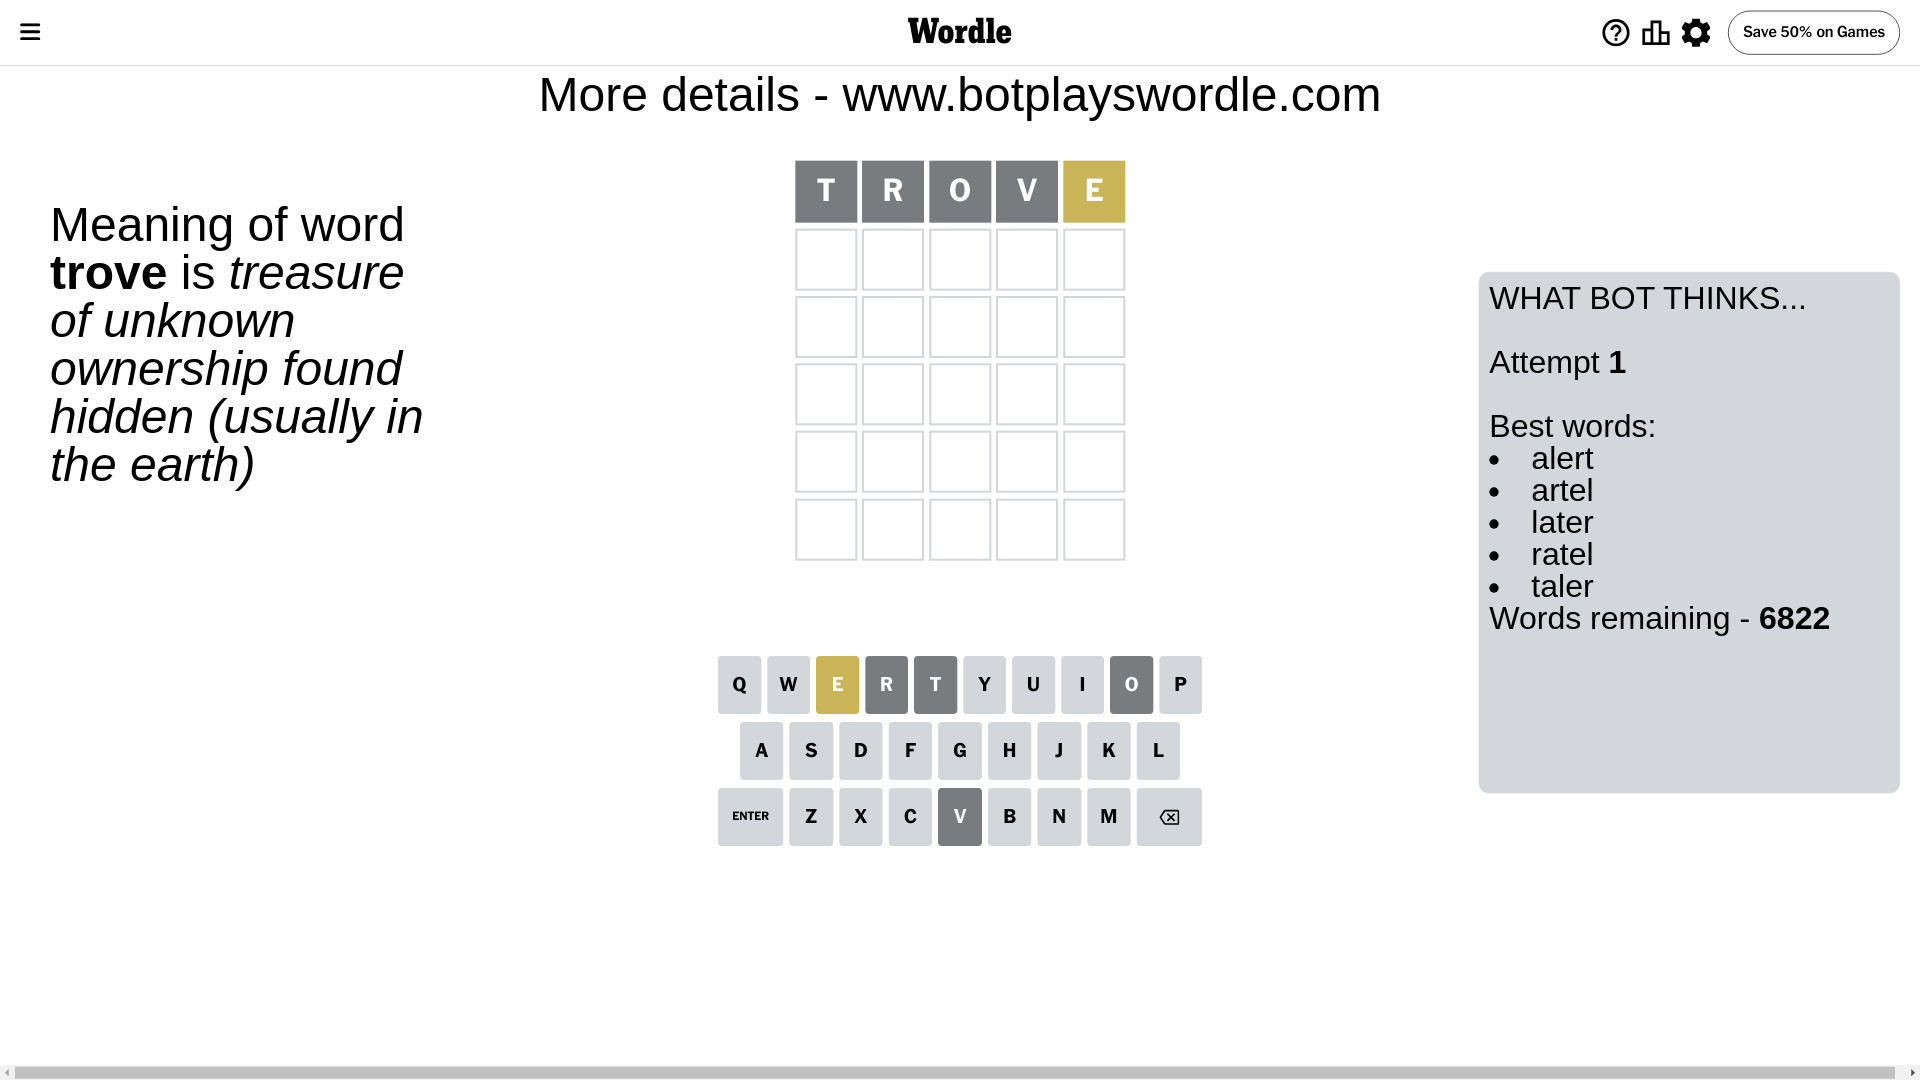 Wordle
Save 50% on Games
More details - www.botplayswordle.com
Meaning of word
trove is treasure
of unknown
ownership found
hidden (usually in
the earth)
T R O V E
WHAT BOT THINKS...
Attempt 1
Best words:
• alert
• artel
• later
• ratel
• taler
Words remaining - 6822
Q W E R T Y U I O P
A S D F G H J K L
ENTER Z X C V B N M